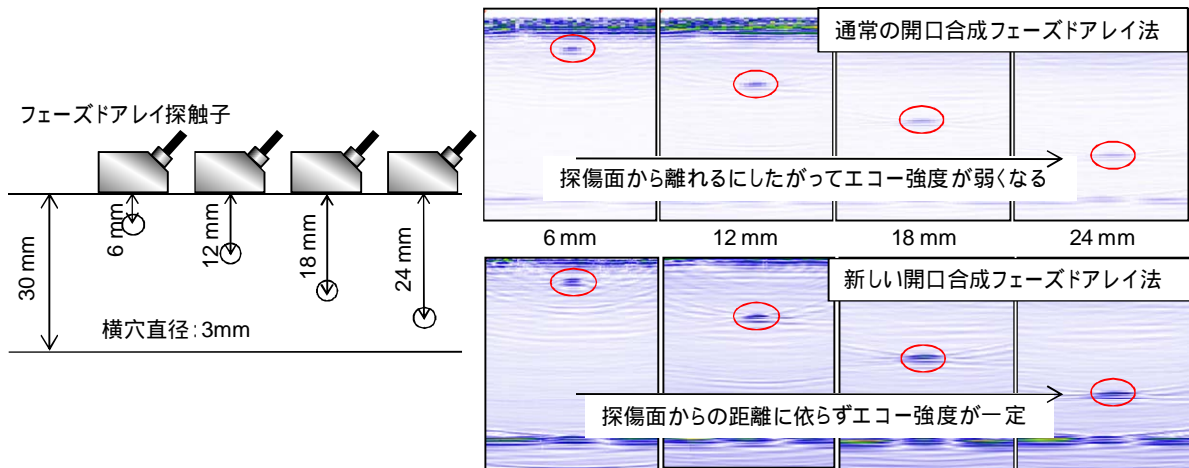 フェーズドアレイ探触子
6 mm
12 mm
18 mm
24 mm
30 mm
横穴直径:3mm
通常の開口合成フェーズドアレイ法
探傷面から離れるにしたがってエコー強度が弱くなる
6 mm
12 mm
18 mm
24 mm
新しい開口合成フェーズドアレイ法
探傷面からの距離に依らずエコー強度が一定